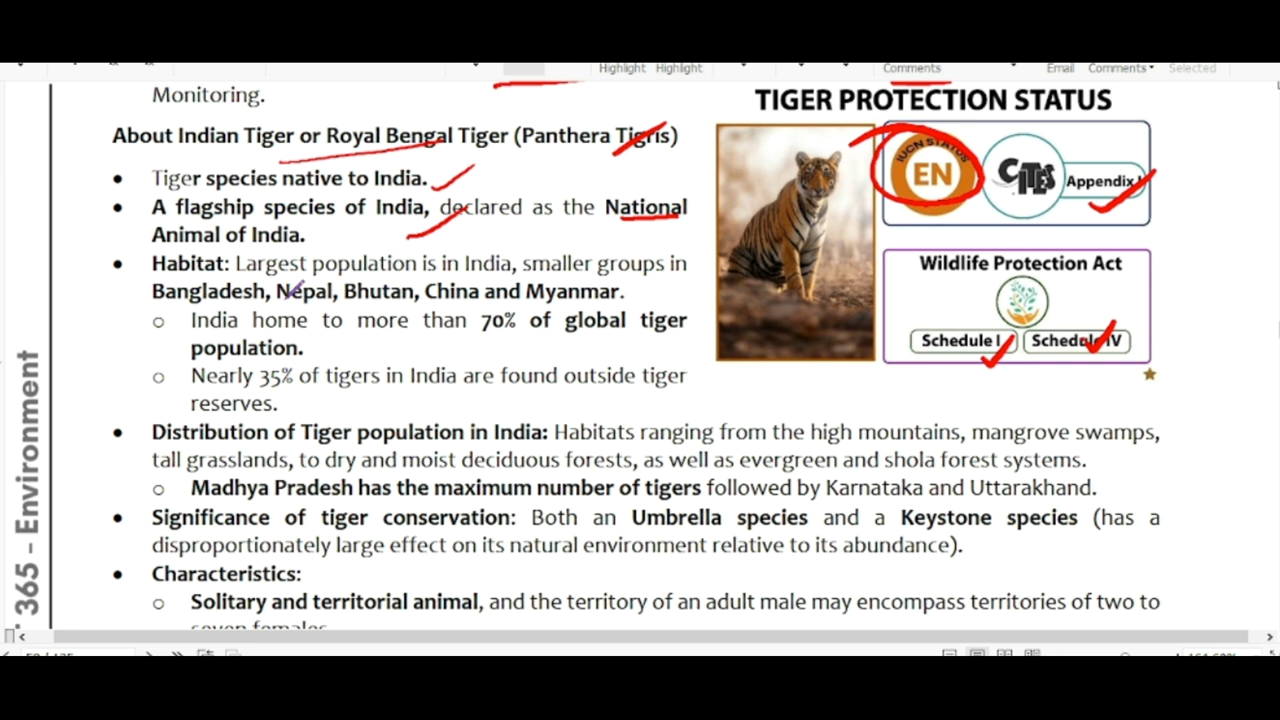 Highlight Highlight Comments Email Comments Selected
Monitoring.
About Indian Tiger or Royal Bengal Tiger (Panthera Tigris)
• Tiger species native to India.
• A flagship species of India, declared as the National
Animal of India.
• Habitat: Largest population is in India, smaller groups in
Bangladesh, Nepal, Bhutan, China and Myanmar.
o India home to more than 70% of global tiger
population.
o Nearly 35% of tigers in India are found outside tiger
reserves.
TIGER PROTECTION STATUS
IUCN STATUS
EN
CITES
Appendix I
Wildlife Protection Act
Schedule I Schedule IV
• Distribution of Tiger population in India: Habitats ranging from the high mountains, mangrove swamps,
tall grasslands, to dry and moist deciduous forests, as well as evergreen and shola forest systems.
o Madhya Pradesh has the maximum number of tigers followed by Karnataka and Uttarakhand.
• Significance of tiger conservation: Both an Umbrella species and a Keystone species (has a
disproportionately large effect on its natural environment relative to its abundance).
• Characteristics:
o Solitary and territorial animal, and the territory of an adult male may encompass territories of two to
seven females.
365 – Environment